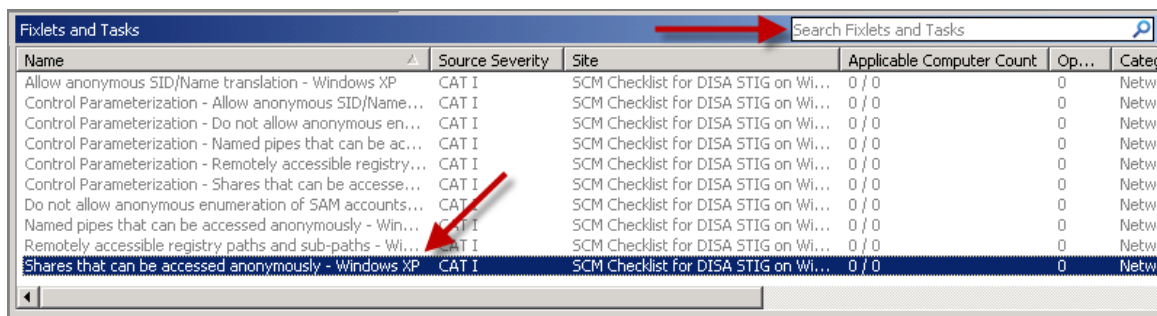 Fixlets and Tasks Search Fixlets and Tasks
Name Source Severity Site Applicable Computer Count Op... Categ
Allow anonymous SID/Name translation - Windows XP CAT I SCM Checklist for DISA STIG on Wi... 0 / 0 0 Netw
Control Parameterization - Allow anonymous SID/Name... CAT I SCM Checklist for DISA STIG on Wi... 0 / 0 0 Netw
Control Parameterization - Do not allow anonymous en... CAT I SCM Checklist for DISA STIG on Wi... 0 / 0 0 Netw
Control Parameterization - Named pipes that can be ac... CAT I SCM Checklist for DISA STIG on Wi... 0 / 0 0 Netw
Control Parameterization - Remotely accessible registry... CAT I SCM Checklist for DISA STIG on Wi... 0 / 0 0 Netw
Control Parameterization - Shares that can be accesse... CAT I SCM Checklist for DISA STIG on Wi... 0 / 0 0 Netw
Do not allow anonymous enumeration of SAM accounts... CAT I SCM Checklist for DISA STIG on Wi... 0 / 0 0 Netw
Named pipes that can be accessed anonymously - Win... CAT I SCM Checklist for DISA STIG on Wi... 0 / 0 0 Netw
Remotely accessible registry paths and sub-paths - Wi... CAT I SCM Checklist for DISA STIG on Wi... 0 / 0 0 Netw
Shares that can be accessed anonymously - Windows XP CAT I SCM Checklist for DISA STIG on Wi... 0 / 0 0 Netw